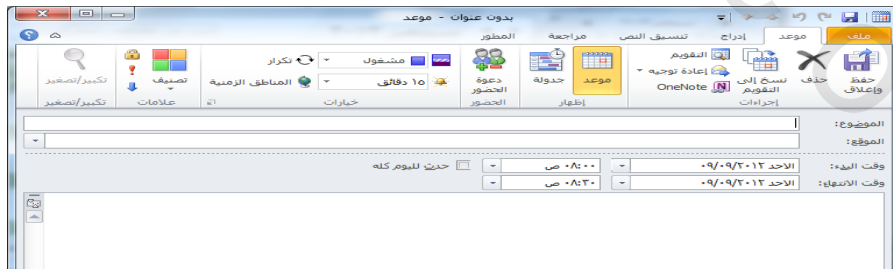 بدون عنوان - موعد
ملف موعد إدراج تنسيق النص مراجعة المطور
حفظ وإغلاق
حذف
نسخ إلى التقويم
التقويم
إعادة توجيه
OneNote
إجراءات
موعد
جدولة
إظهار
دعوة الحضور
الحضور
مشغول
١٥ دقائق
تكرار
المناطق الزمنية
خيارات
تصنيف
علامات
تكبير/تصغير
تكبير/تصغير
الموضوع:
الموقع:
وقت البدء: الاحد ٠٩/٠٩/٢٠١٢ ٠٨:٠٠ ص حدث لليوم كله
وقت الانتهاء: الاحد ٠٩/٠٩/٢٠١٢ ٠٨:٣٠ ص